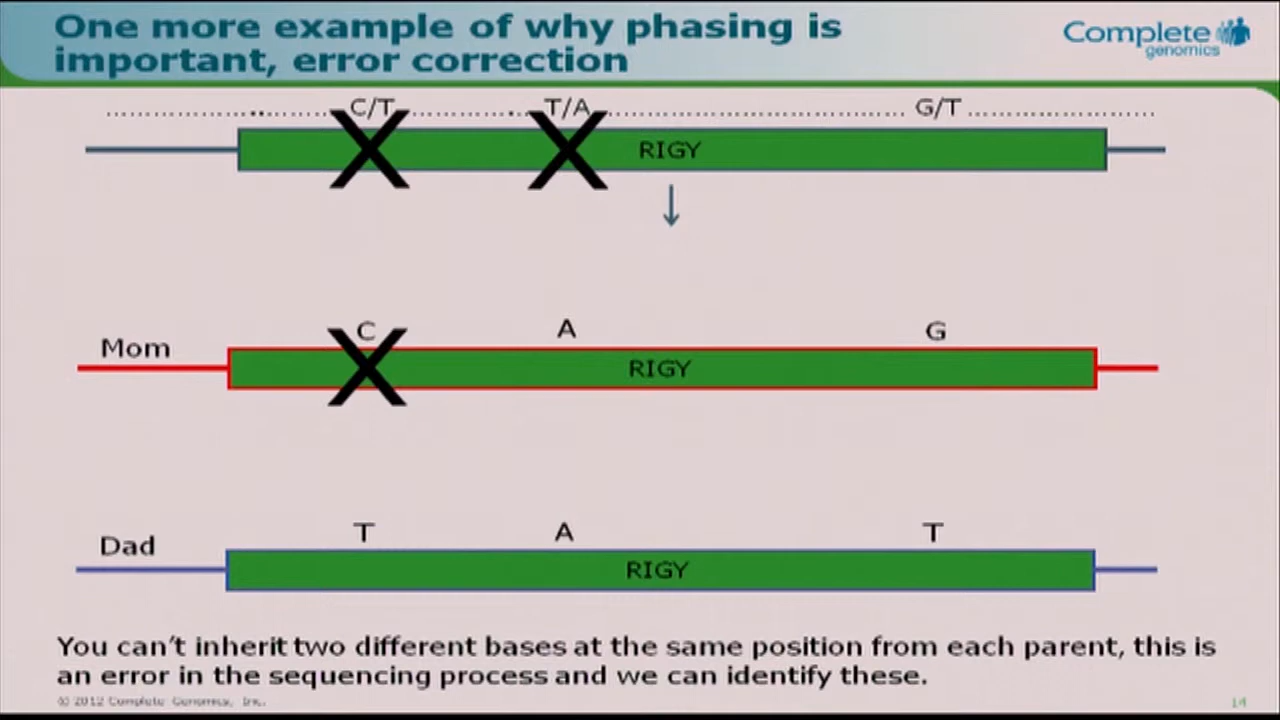 One more example of why phasing is
important, error correction
Complete
genomics
C/T T/A G/T
RIGY
C A G
Mom
RIGY
T A T
Dad
RIGY
You can't inherit two different bases at the same position from each parent, this is
an error in the sequencing process and we can identify these.
© 2012 Complete Genomics, Inc.
14